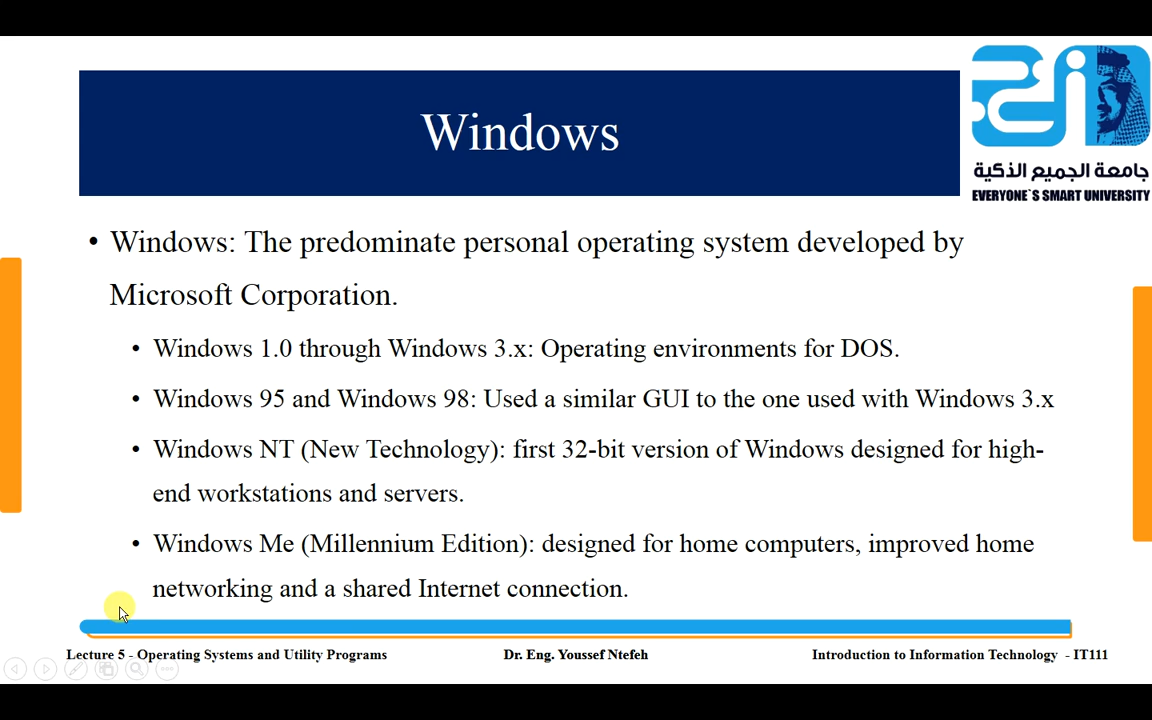 Windows
جامعة الجميع الذكية
EVERYONE`S SMART UNIVERSITY
• Windows: The predominate personal operating system developed by
Microsoft Corporation.
• Windows 1.0 through Windows 3.x: Operating environments for DOS.
• Windows 95 and Windows 98: Used a similar GUI to the one used with Windows 3.x
• Windows NT (New Technology): first 32-bit version of Windows designed for high-
end workstations and servers.
• Windows Me (Millennium Edition): designed for home computers, improved home
networking and a shared Internet connection.
Lecture 5 - Operating Systems and Utility Programs
Dr. Eng. Youssef Ntefeh
Introduction to Information Technology - IT111